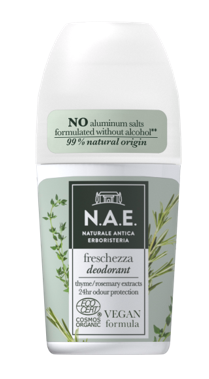 NO aluminum salts
formulated without alcohol**
99% natural origin
N.A.E.
NATURALE ANTICA
ERBORISTERIA
freschezza
deodorant
thyme/rosemary extracts
24hr odour protection
ECO
CERT
COSMOS
ORGANIC
VEGAN
formula